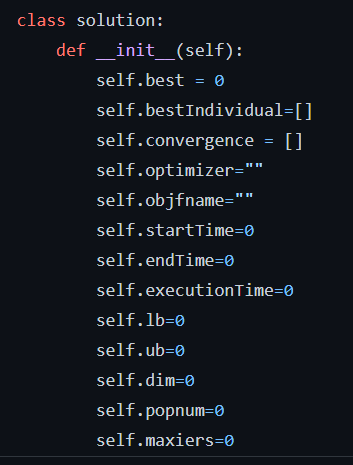 class solution:
    def __init__(self):
        self.best = 0
        self.bestIndividual=[]
        self.convergence = []
        self.optimizer=""
        self.objfname=""
        self.startTime=0
        self.endTime=0
        self.executionTime=0
        self.lb=0
        self.ub=0
        self.dim=0
        self.popnum=0
        self.maxiers=0